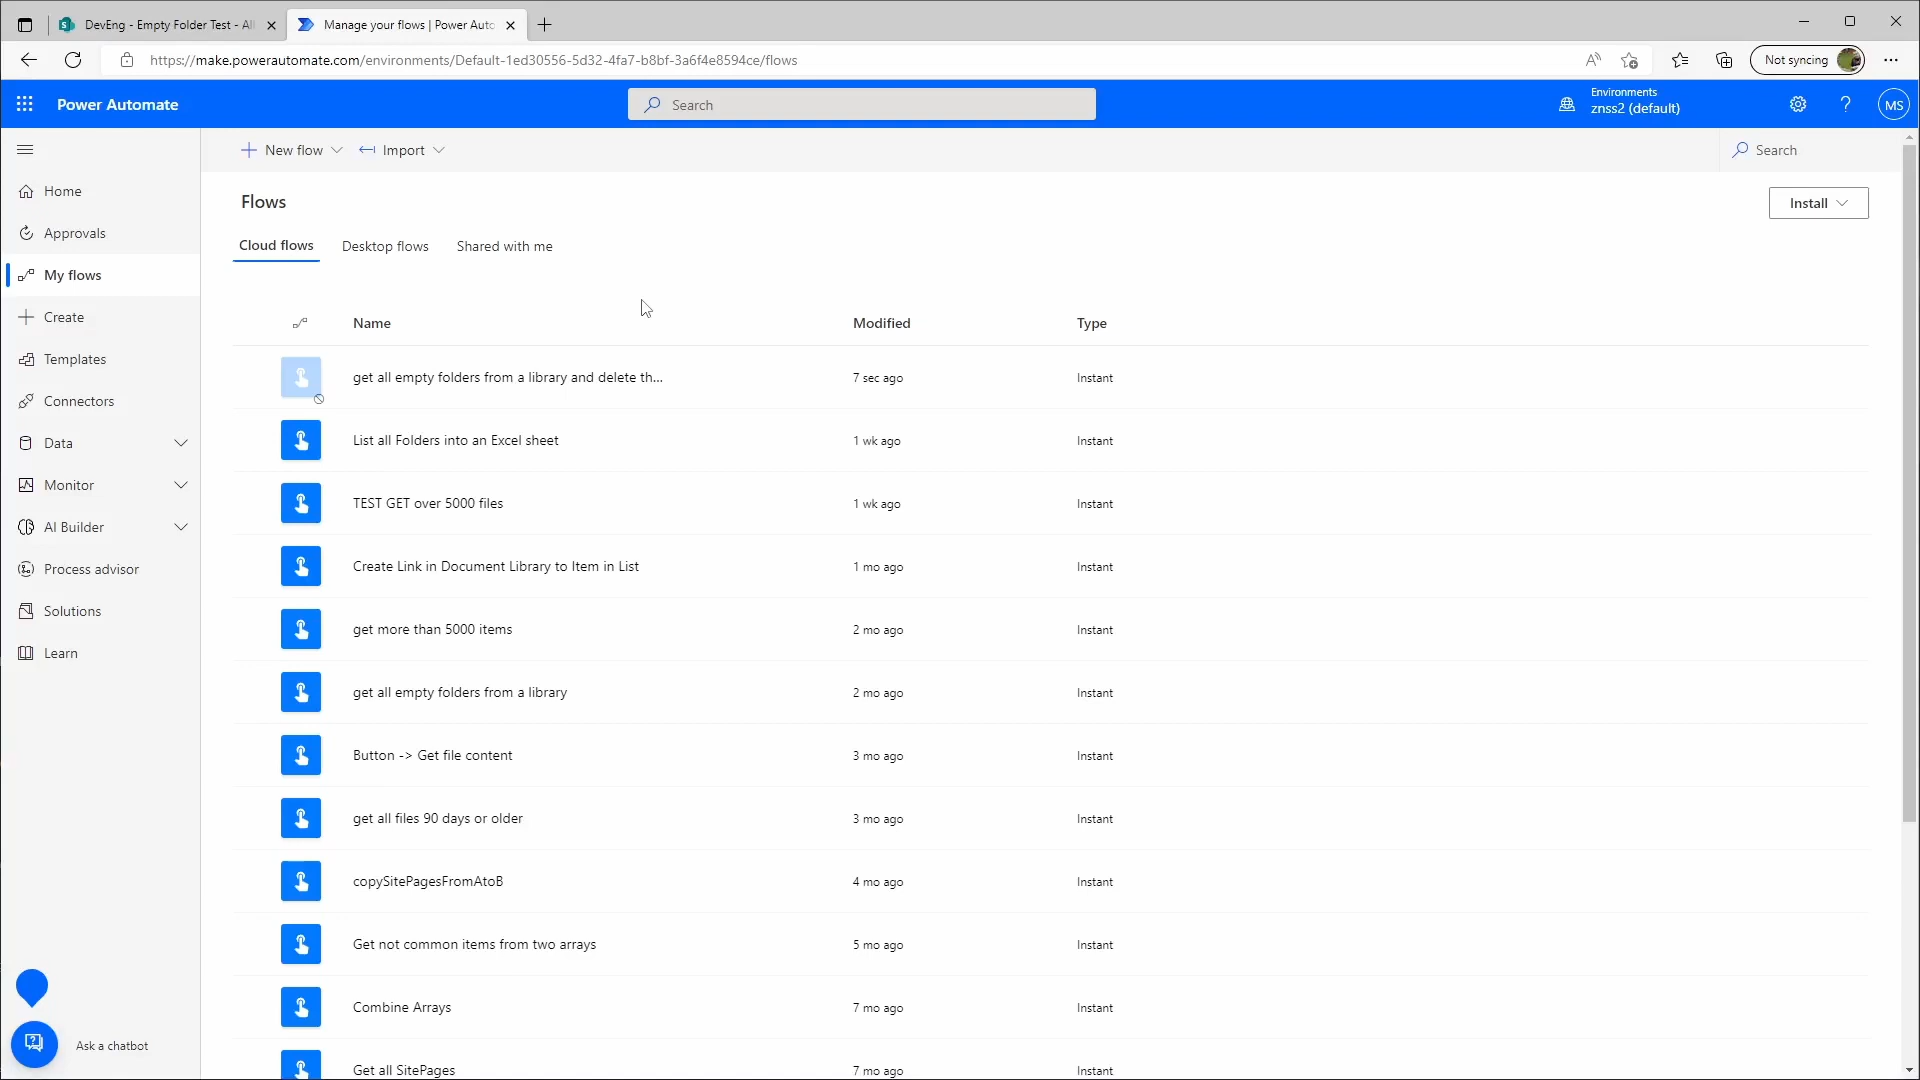 DevEng - Empty Folder Test - All
Manage your flows | Power Auto
https://make.powerautomate.com/environments/Default-1ed30556-5d32-4fa7-b8bf-3a6f4e8594ce/flows
Not syncing
Power Automate
Search
Environments
znss2 (default)
MS
New flow
Import
Search
Home
Approvals
My flows
Create
Templates
Connectors
Data
Monitor
AI Builder
Process advisor
Solutions
Learn
Ask a chatbot
Flows
Install
Cloud flows
Desktop flows
Shared with me
Name Modified Type
get all empty folders from a library and delete th... 7 sec ago Instant
List all Folders into an Excel sheet 1 wk ago Instant
TEST GET over 5000 files 1 wk ago Instant
Create Link in Document Library to Item in List 1 mo ago Instant
get more than 5000 items 2 mo ago Instant
get all empty folders from a library 2 mo ago Instant
Button -> Get file content 3 mo ago Instant
get all files 90 days or older 3 mo ago Instant
copySitePagesFromAtoB 4 mo ago Instant
Get not common items from two arrays 5 mo ago Instant
Combine Arrays 7 mo ago Instant
Get all SitePages 7 mo ago Instant